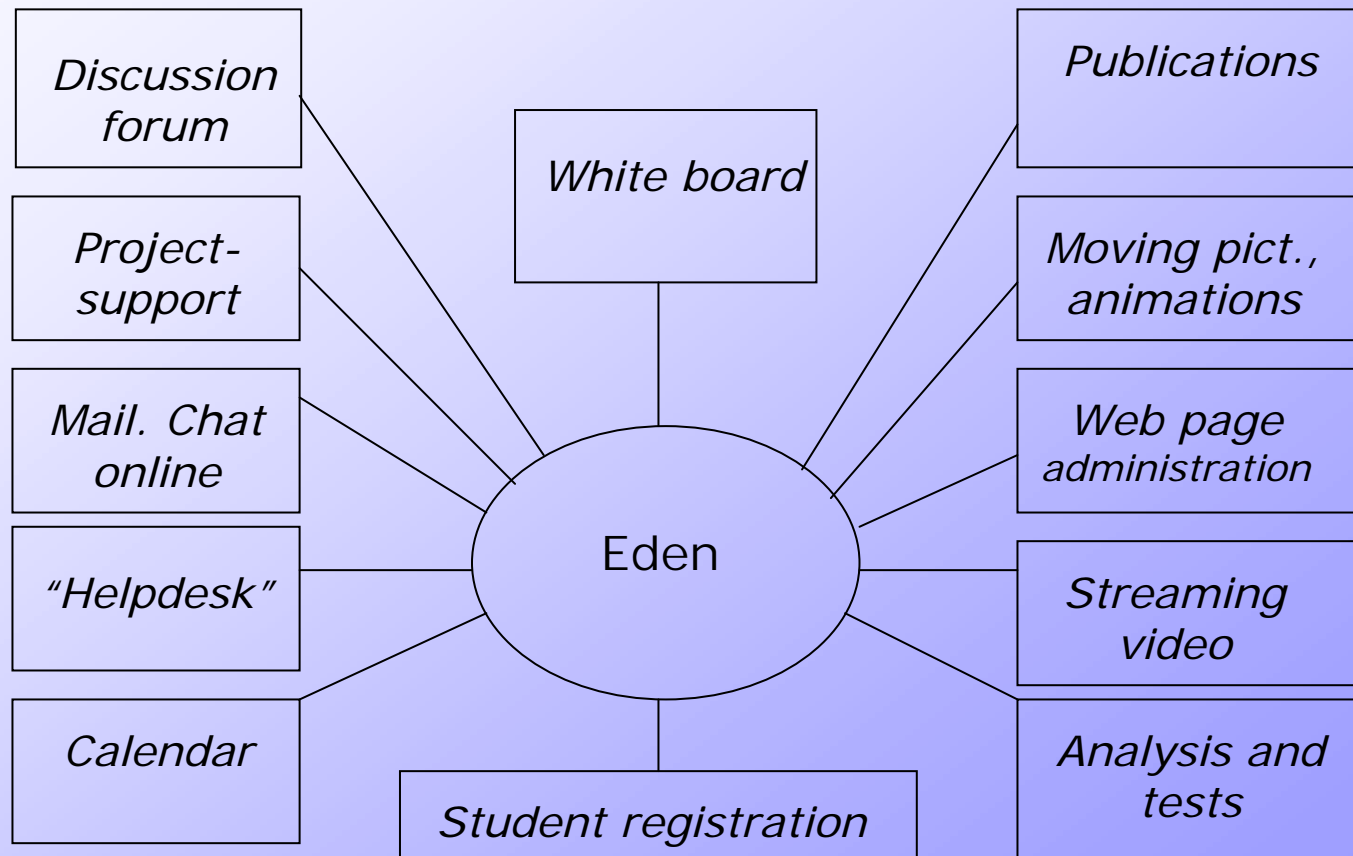 Discussion
forum
Project-
support
Mail. Chat
online
“Helpdesk”
Calendar
White board
Eden
Student registration
Publications
Moving pict.,
animations
Web page
administration
Streaming
video
Analysis and
tests